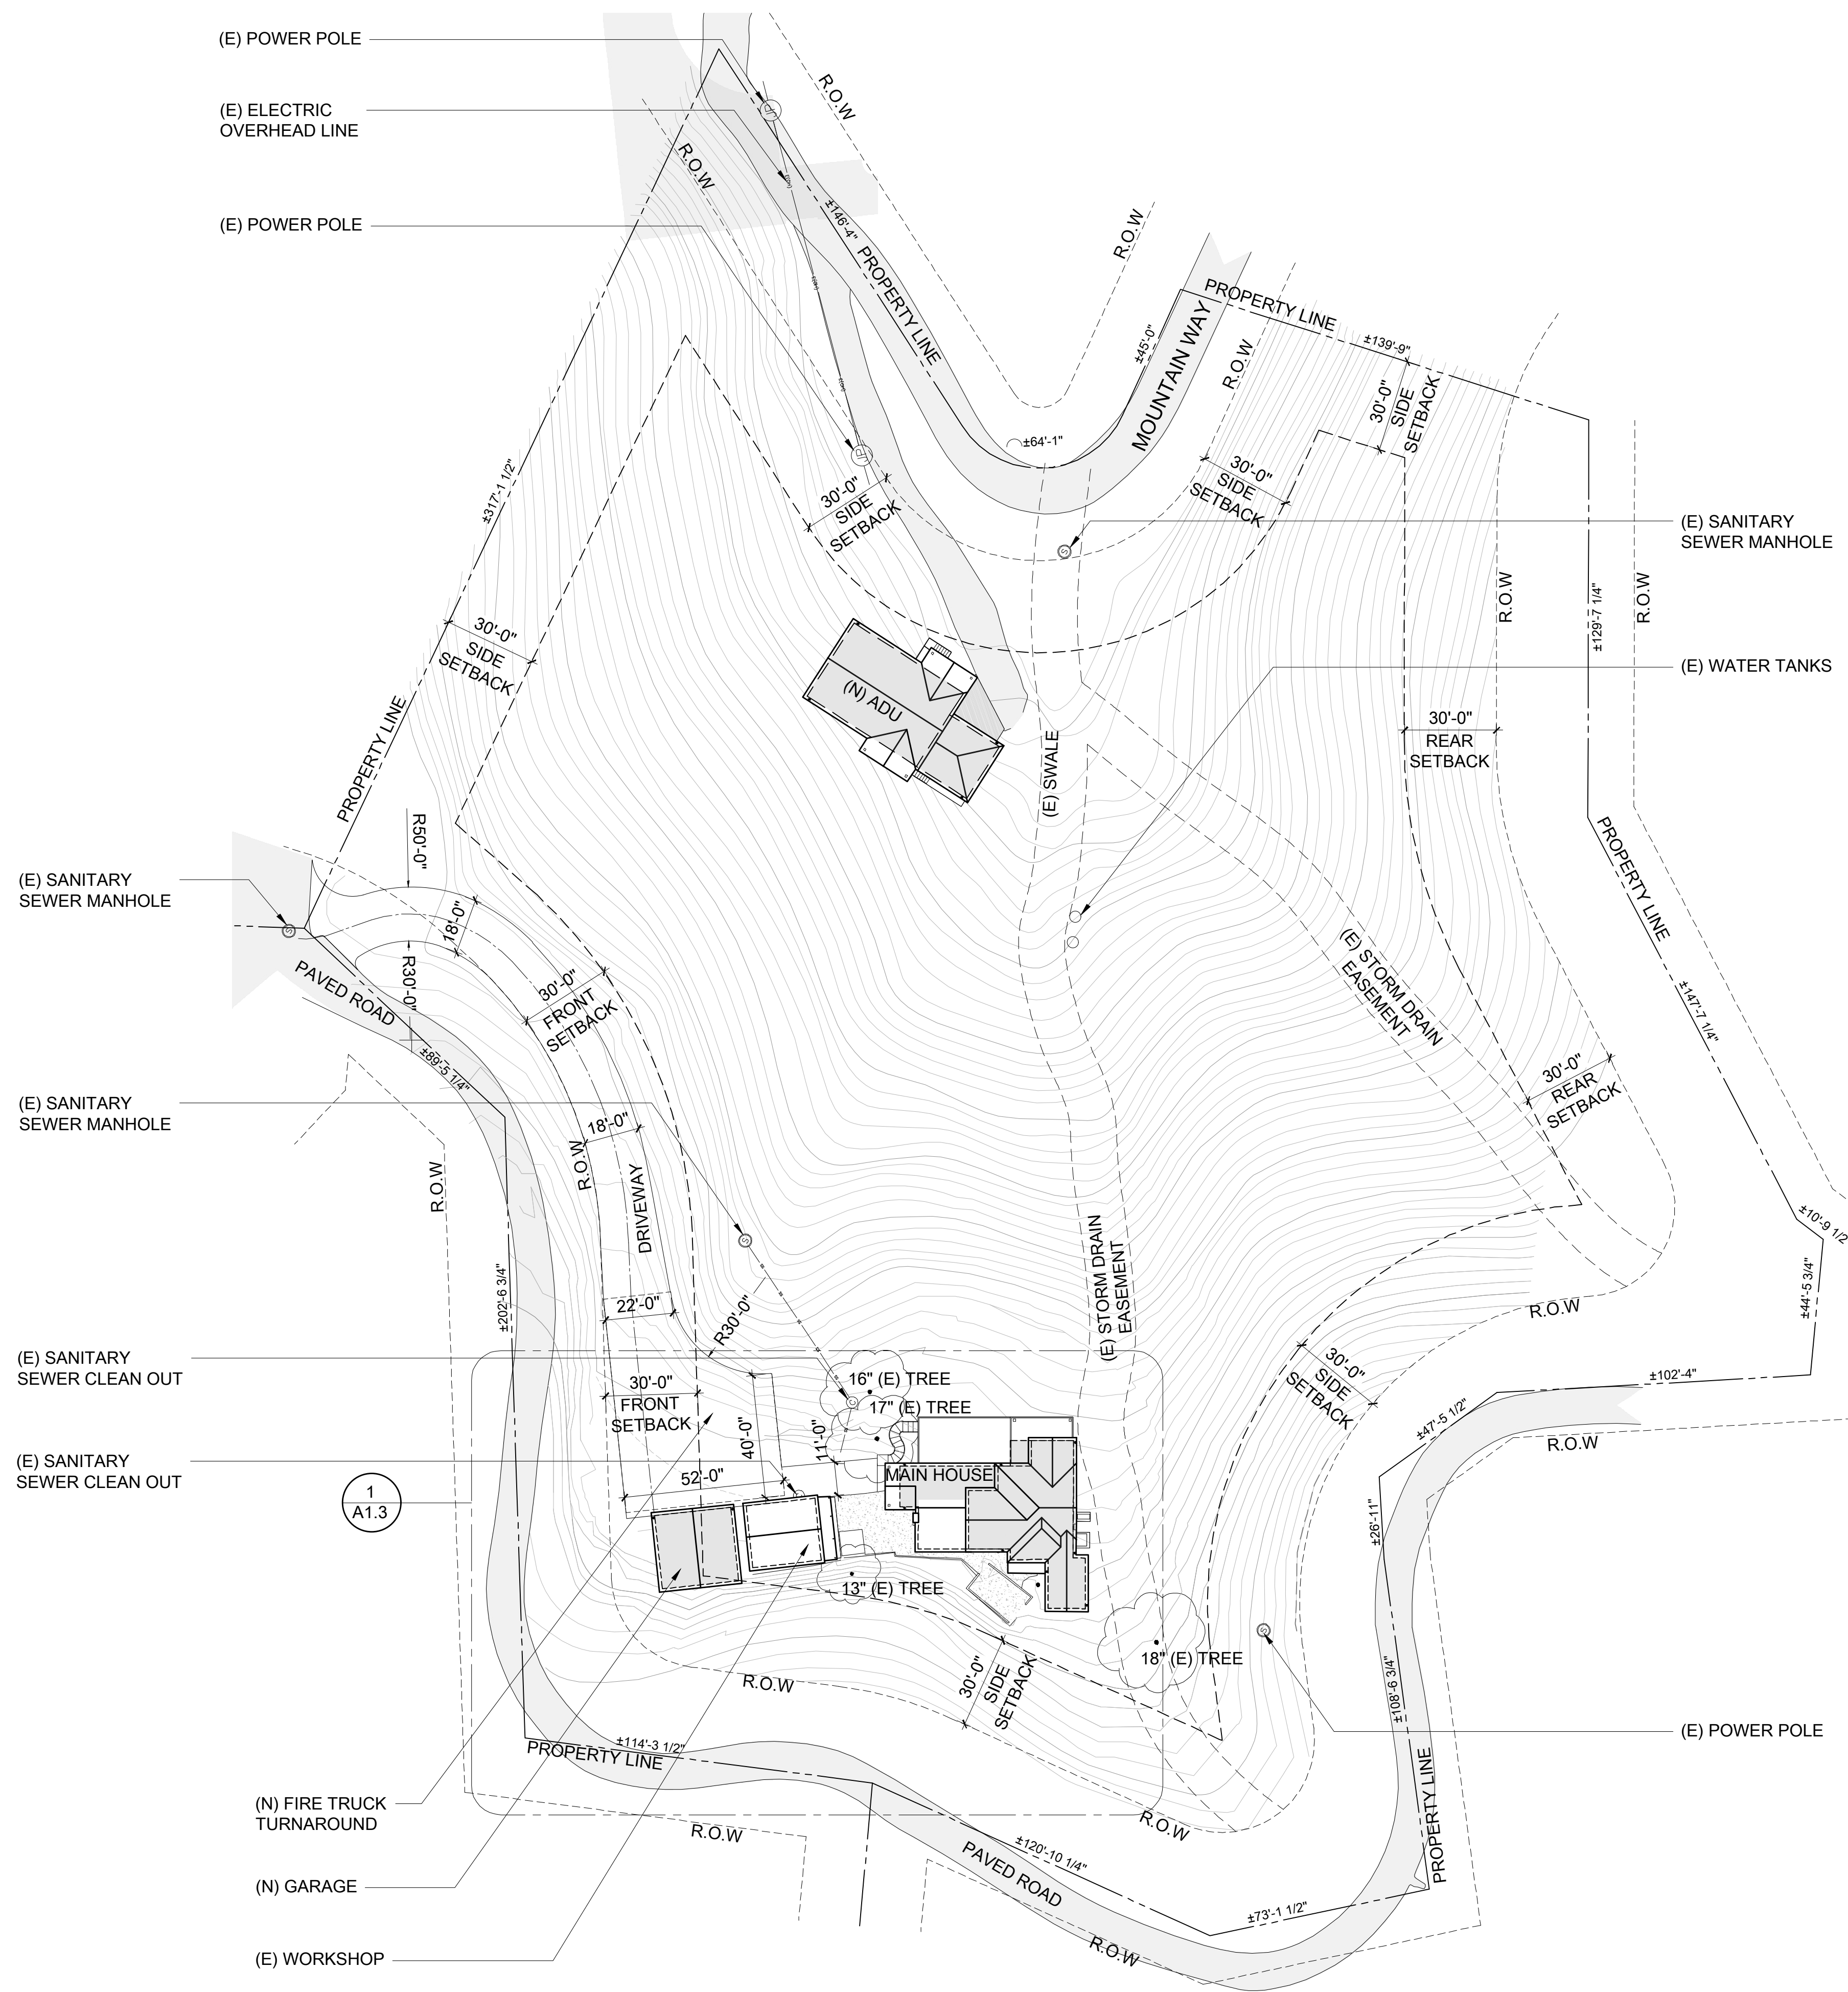 (E) POWER POLE
R.O.W
(E) ELECTRIC
OVERHEAD LINE
R.O.W
(E) POWER POLE
±146'-4"
PROPERTY LINE
R.O.W
PROPERTY LINE
±139'-9"
±45'-0"
MOUNTAIN WAY
R.O.W
30'-0"
SIDE
SETBACK
±64'-1"
JP
JP
±317'-1 1/2"
30'-0"
SIDE
SETBACK
30'-0"
SIDE
SETBACK
S
(E) SANITARY
SEWER MANHOLE
R.O.W
±129'-7 1/4"
R.O.W
30'-0"
SIDE
SETBACK
(E) WATER TANKS
(N) ADU
PROPERTY LINE
(E) SWALE
30'-0"
REAR
SETBACK
R50'-0"
PROPERTY LINE
(E) SANITARY
SEWER MANHOLE
S
18'-0"
R30'-0"
PAVED ROAD
30'-0"
FRONT
SETBACK
(E) STORM DRAIN
EASEMENT
±147'-7 1/4"
±89'-5 1/4"
30'-0"
REAR
SETBACK
(E) SANITARY
SEWER MANHOLE
18'-0"
R.O.W
R.O.W
DRIVEWAY
S
(E) STORM DRAIN
EASEMENT
±10'-9 1/2
±44'-5 3/4"
±202'-6 3/4"
22'-0"
R30'-0"
R.O.W
(E) SANITARY
SEWER CLEAN OUT
30'-0"
FRONT
SETBACK
16" (E) TREE
17" (E) TREE
C
30'-0"
SIDE
SETBACK
±102'-4"
±47'-5 1/2"
R.O.W
40'-0"
11'-0"
(E) SANITARY
SEWER CLEAN OUT
52'-0"
MAIN HOUSE
1
A1.3
±26'-11"
13" (E) TREE
S
18" (E) TREE
30'-0"
SIDE
SETBACK
R.O.W
±108'-6 3/4"
(E) POWER POLE
±114'-3 1/2"
PROPERTY LINE
PROPERTY LINE
(N) FIRE TRUCK
TURNAROUND
R.O.W
R.O.W
±120'-10 1/4"
PAVED ROAD
(N) GARAGE
±73'-1 1/2"
R.O.W
(E) WORKSHOP